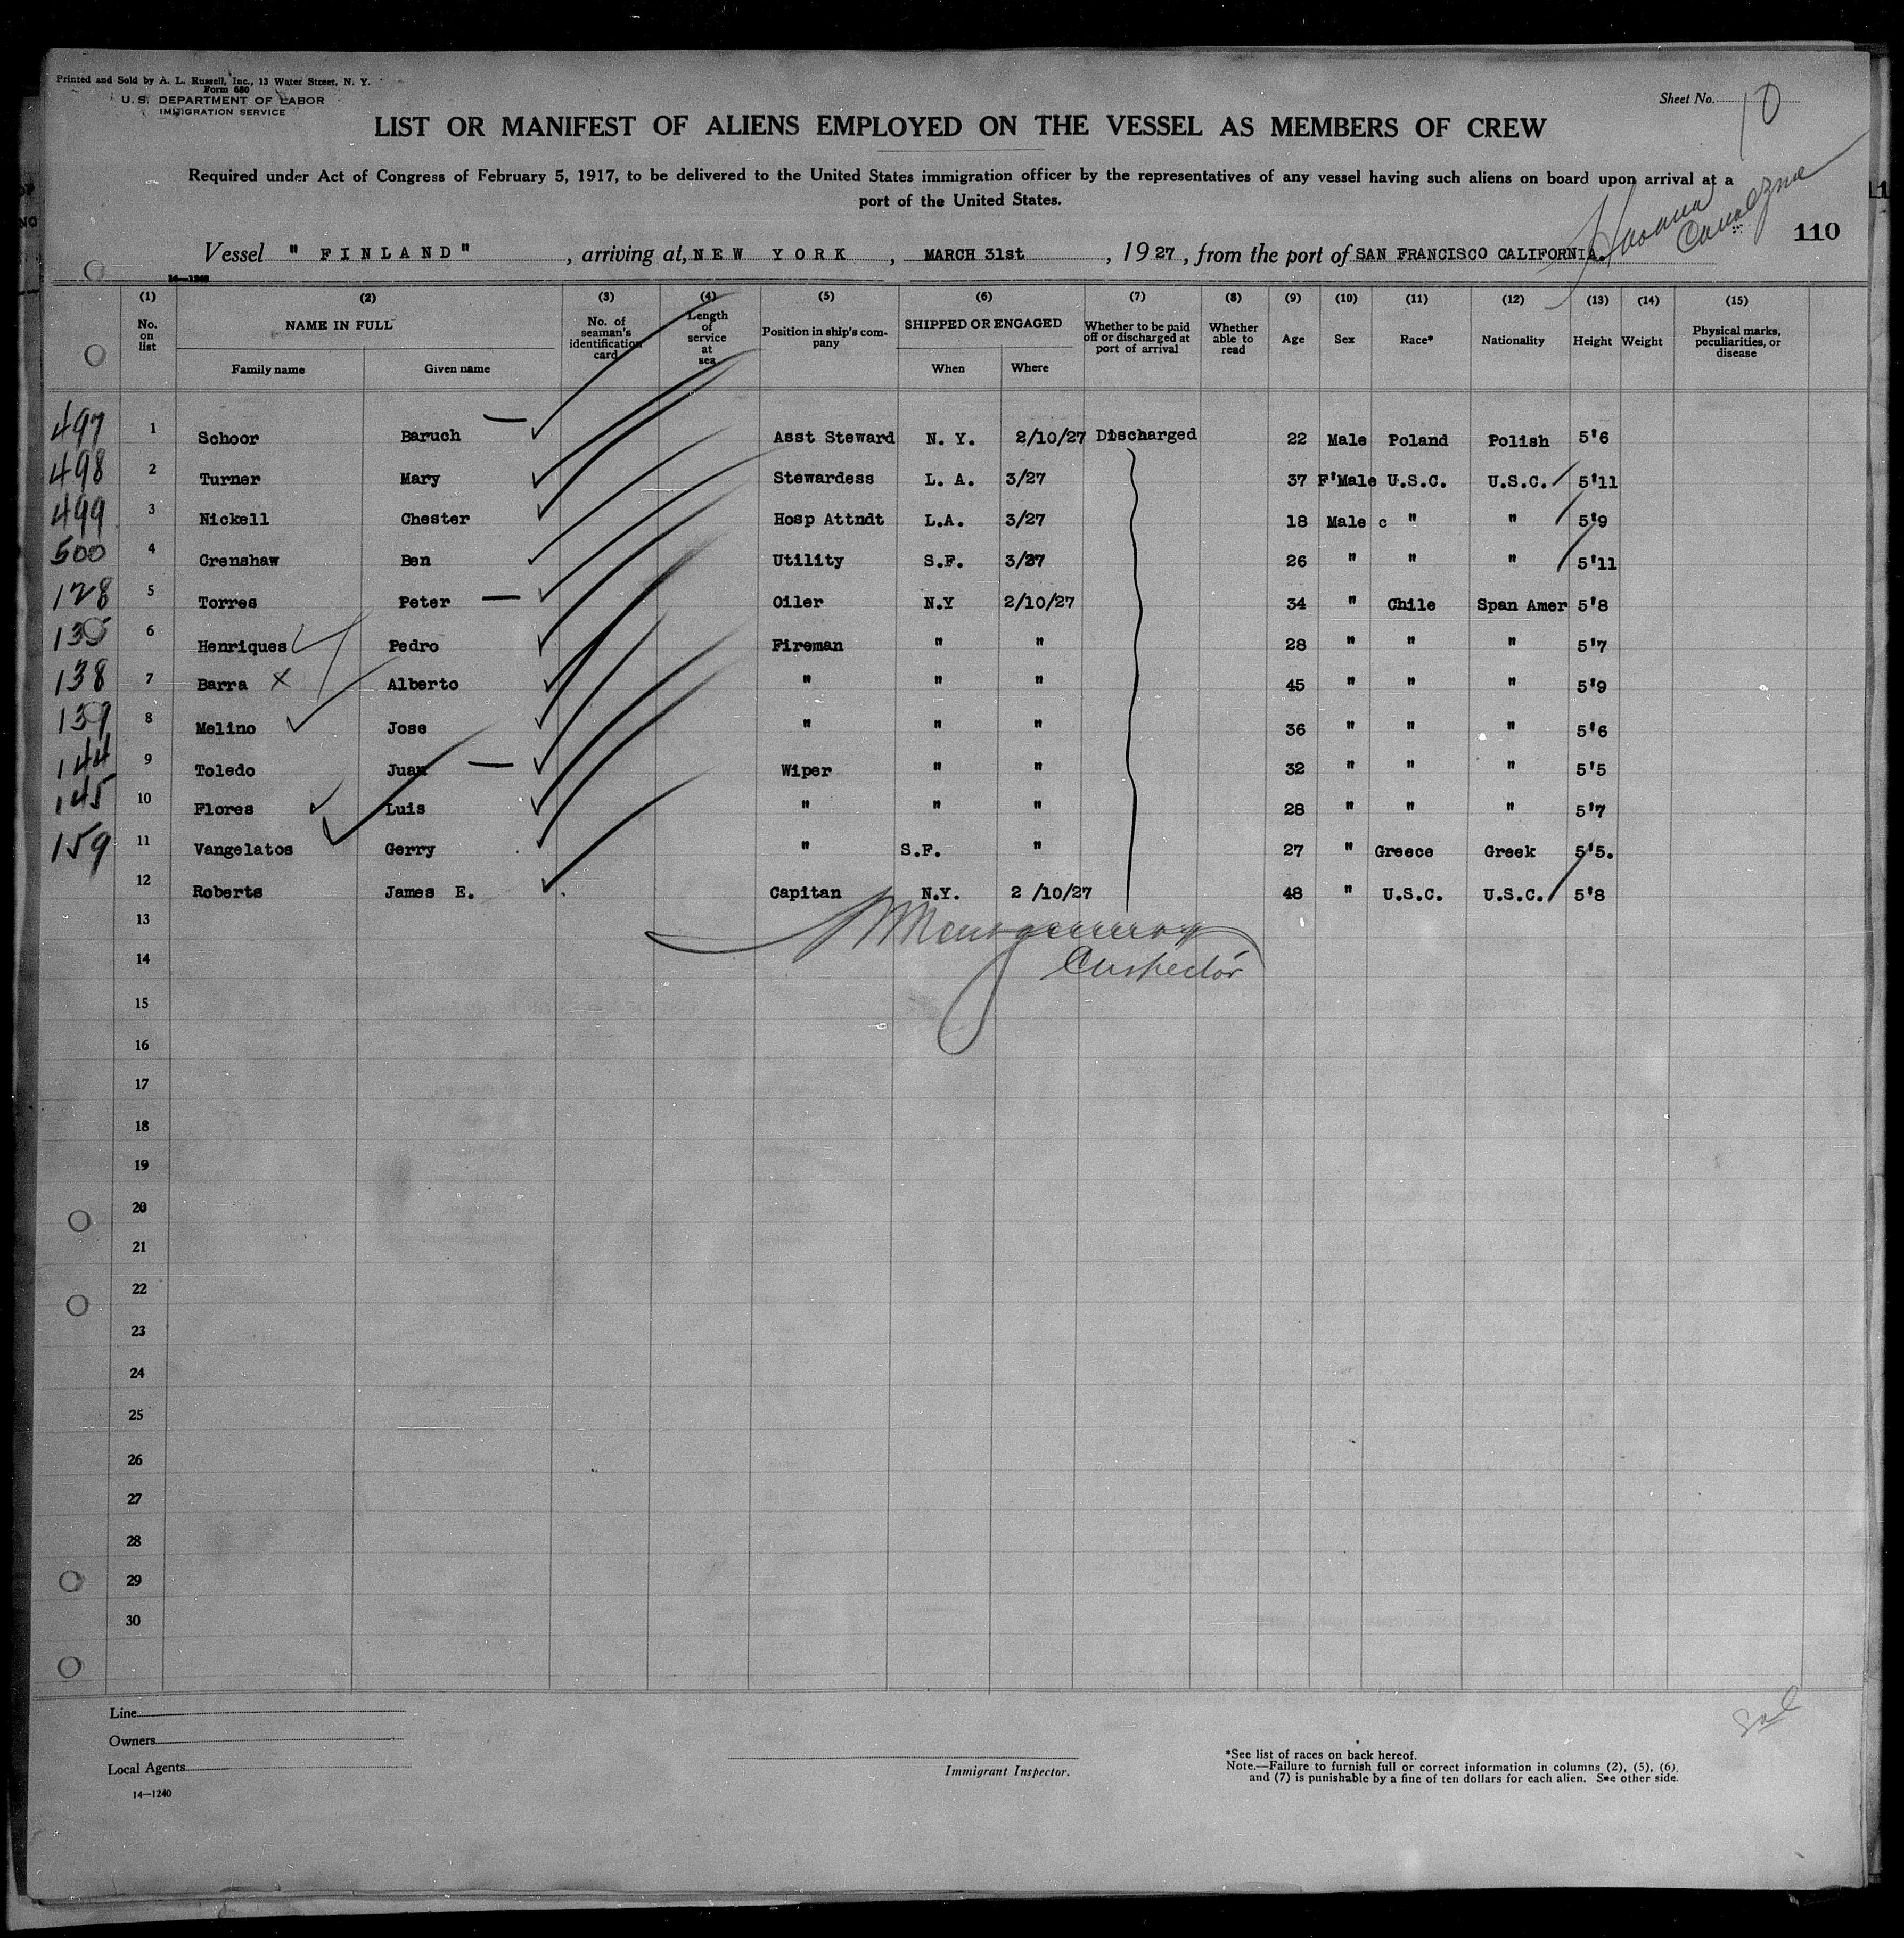 Printed and Sold by A. L. Russell, Inc., 13 Water Street, N. Y.
Form 680
U. S. DEPARTMENT OF LABOR
IMMIGRATION SERVICE
Sheet No. 10
LIST OR MANIFEST OF ALIENS EMPLOYED ON THE VESSEL AS MEMBERS OF CREW
Required under Act of Congress of February 5, 1917, to be delivered to the United States immigration officer by the representatives of any vessel having such aliens on board upon arrival at a
port of the United States.
Havana
110
Vessel " FINLAND " , arriving at, NEW YORK , MARCH 31st , 1927, from the port of SAN FRANCISCO CALIFORNIA.
14—1240
(1) (2) (3) (4) (5) (6) (7) (8) (9) (10) (11) (12) (13) (14) (15)
No. on list NAME IN FULL No. of seaman's identification card Length of service at sea Position in ship's company SHIPPED OR ENGAGED Whether to be paid off or discharged at port of arrival Whether able to read Age Sex Race* Nationality Height Weight Physical marks, peculiarities, or disease
Family name Given name When Where
497 1 Schoor Baruch — Asst Steward N. Y. 2/10/27 Discharged 22 Male Poland Polish 5'6
498 2 Turner Mary Stewardess L. A. 3/27 37 F'Male U.S.C. U.S.C. 5'11
499 3 Nickell Chester Hosp Attndt L.A. 3/27 18 Male c " " 5'9
500 4 Crenshaw Ben Utility S.F. 3/27 26 " " " 5'11
128 5 Torres Peter — Oiler N.Y 2/10/27 34 " Chile Span Amer 5'8
135 6 Henriques Pedro Fireman " " 28 " " " 5'7
138 7 Barra x Alberto " " " 45 " " " 5'9
139 8 Melino Jose " " " 36 " " " 5'6
144 9 Toledo Juan — Wiper " " 32 " " " 5'5
145 10 Flores Luis " " " 28 " " " 5'7
159 11 Vangelatos Gerry " S.F. " 27 " Greece Greek 5'5.
12 Roberts James E. Capitan N.Y. 2 /10/27 48 " U.S.C. U.S.C. 5'8
13
Montgomery
14
Inspector
15
16
17
18
19
20
21
22
23
24
25
26
27
28
29
30
Line
Owners
Local Agents
14—1240
Immigrant Inspector.
*See list of races on back hereof.
Note.—Failure to furnish full or correct information in columns (2), (5), (6),
and (7) is punishable by a fine of ten dollars for each alien. See other side.